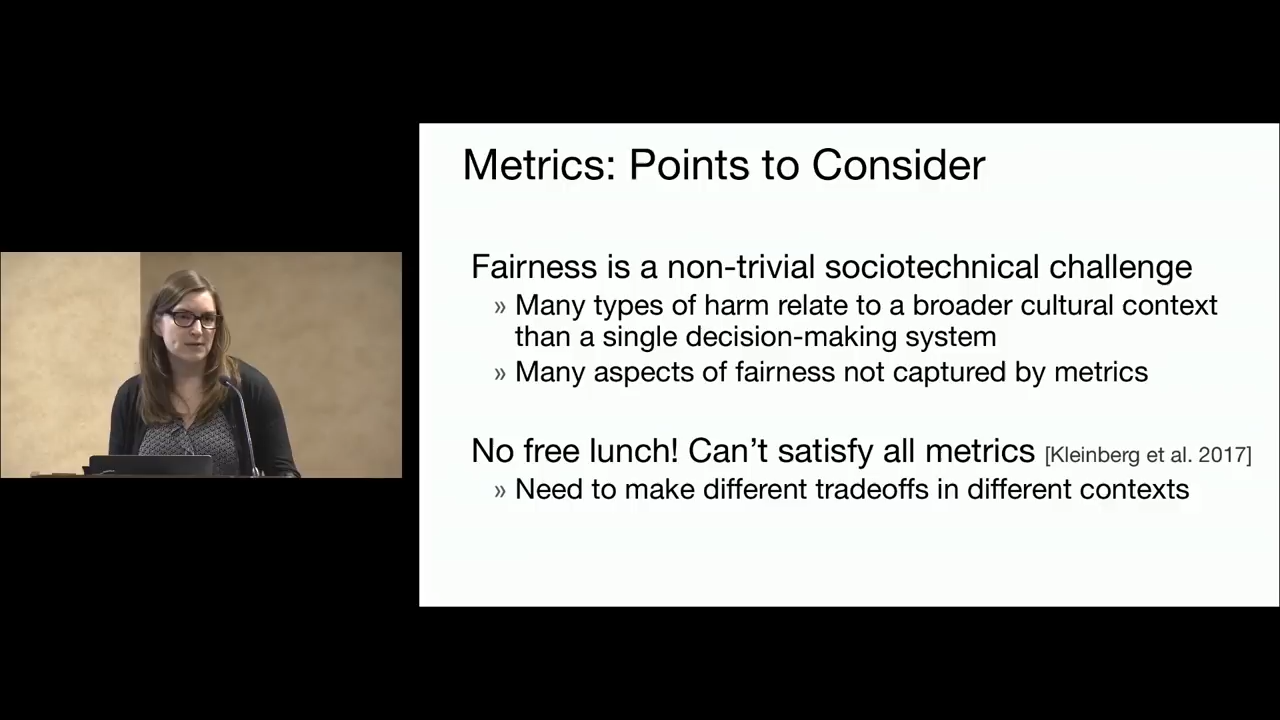 Metrics: Points to Consider
Fairness is a non-trivial sociotechnical challenge
» Many types of harm relate to a broader cultural context
than a single decision-making system
» Many aspects of fairness not captured by metrics
No free lunch! Can’t satisfy all metrics [Kleinberg et al. 2017]
» Need to make different tradeoffs in different contexts